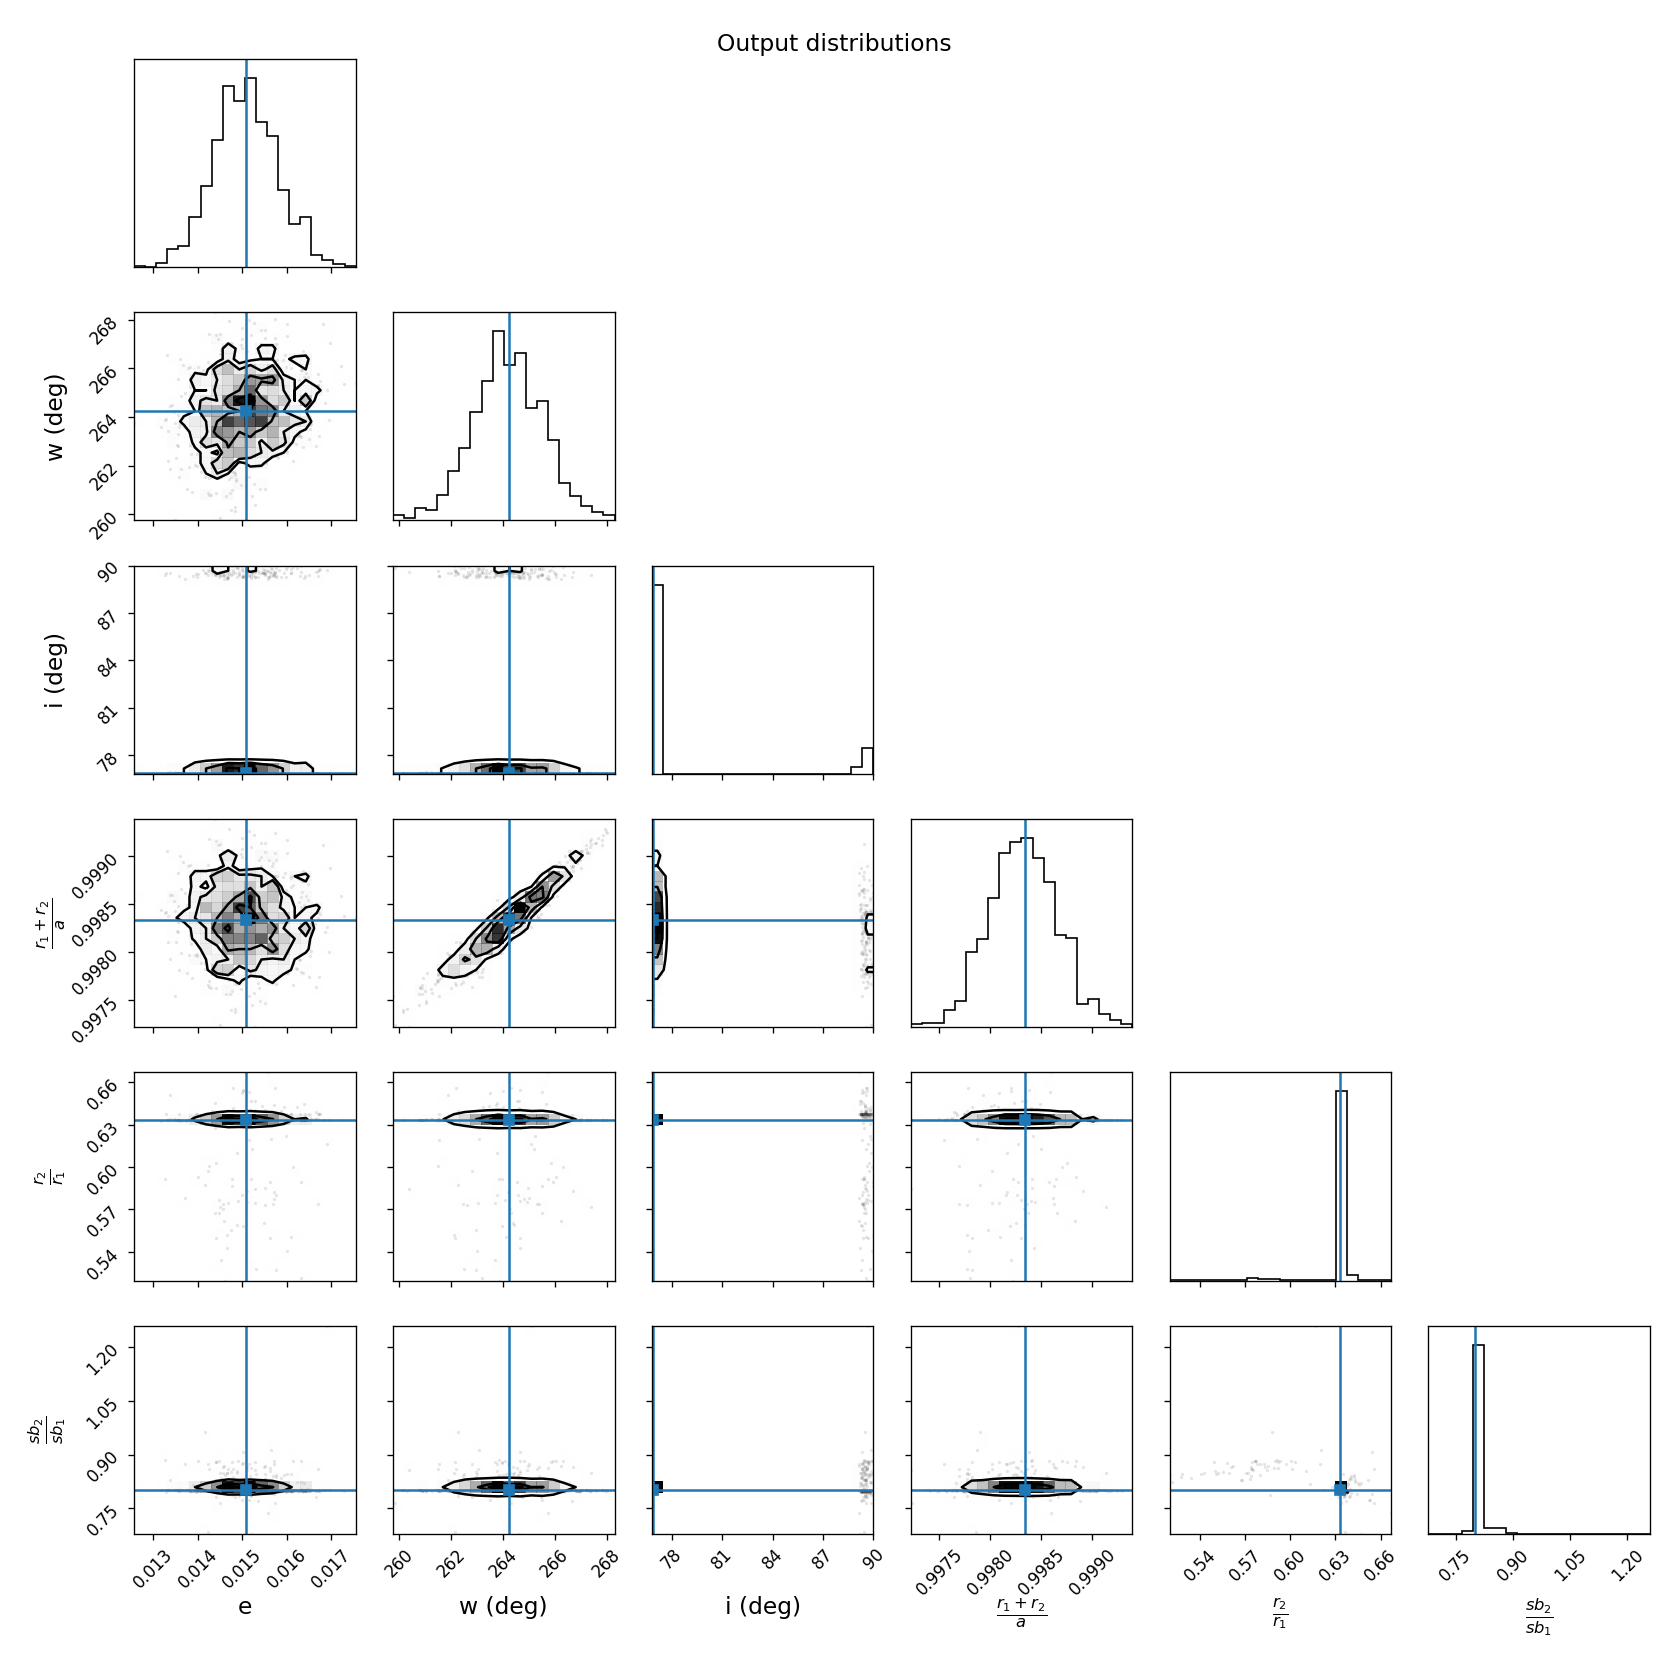 Output distributions
w (deg)
268
266
264
262
260
i (deg)
90
87
84
81
78
r₁ + r₂
a
0.9990
0.9985
0.9980
0.9975
r₂
r₁
0.66
0.63
0.60
0.57
0.54
sb₂
sb₁
1.20
1.05
0.90
0.75
0.013 0.014 0.015 0.016 0.017 260 262 264 266 268 78 81 84 87 90 0.9975 0.9980 0.9985 0.9990 0.54 0.57 0.60 0.63 0.66 0.75 0.90 1.05 1.20
e w (deg) i (deg)
r₁ + r₂
a
r₂
r₁
sb₂
sb₁